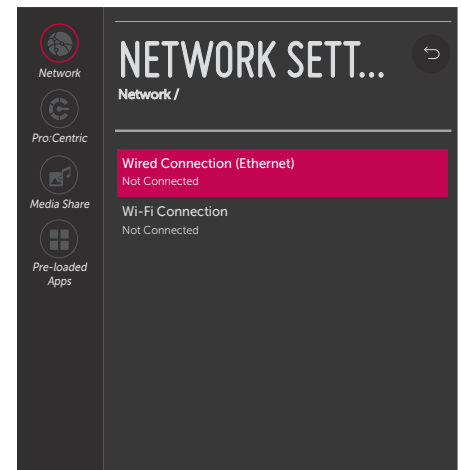 Network
Pro:Centric
Media Share
Pre-loaded
Apps
NETWORK SETT...
Network /
Wired Connection (Ethernet)
Not Connected
Wi-Fi Connection
Not Connected